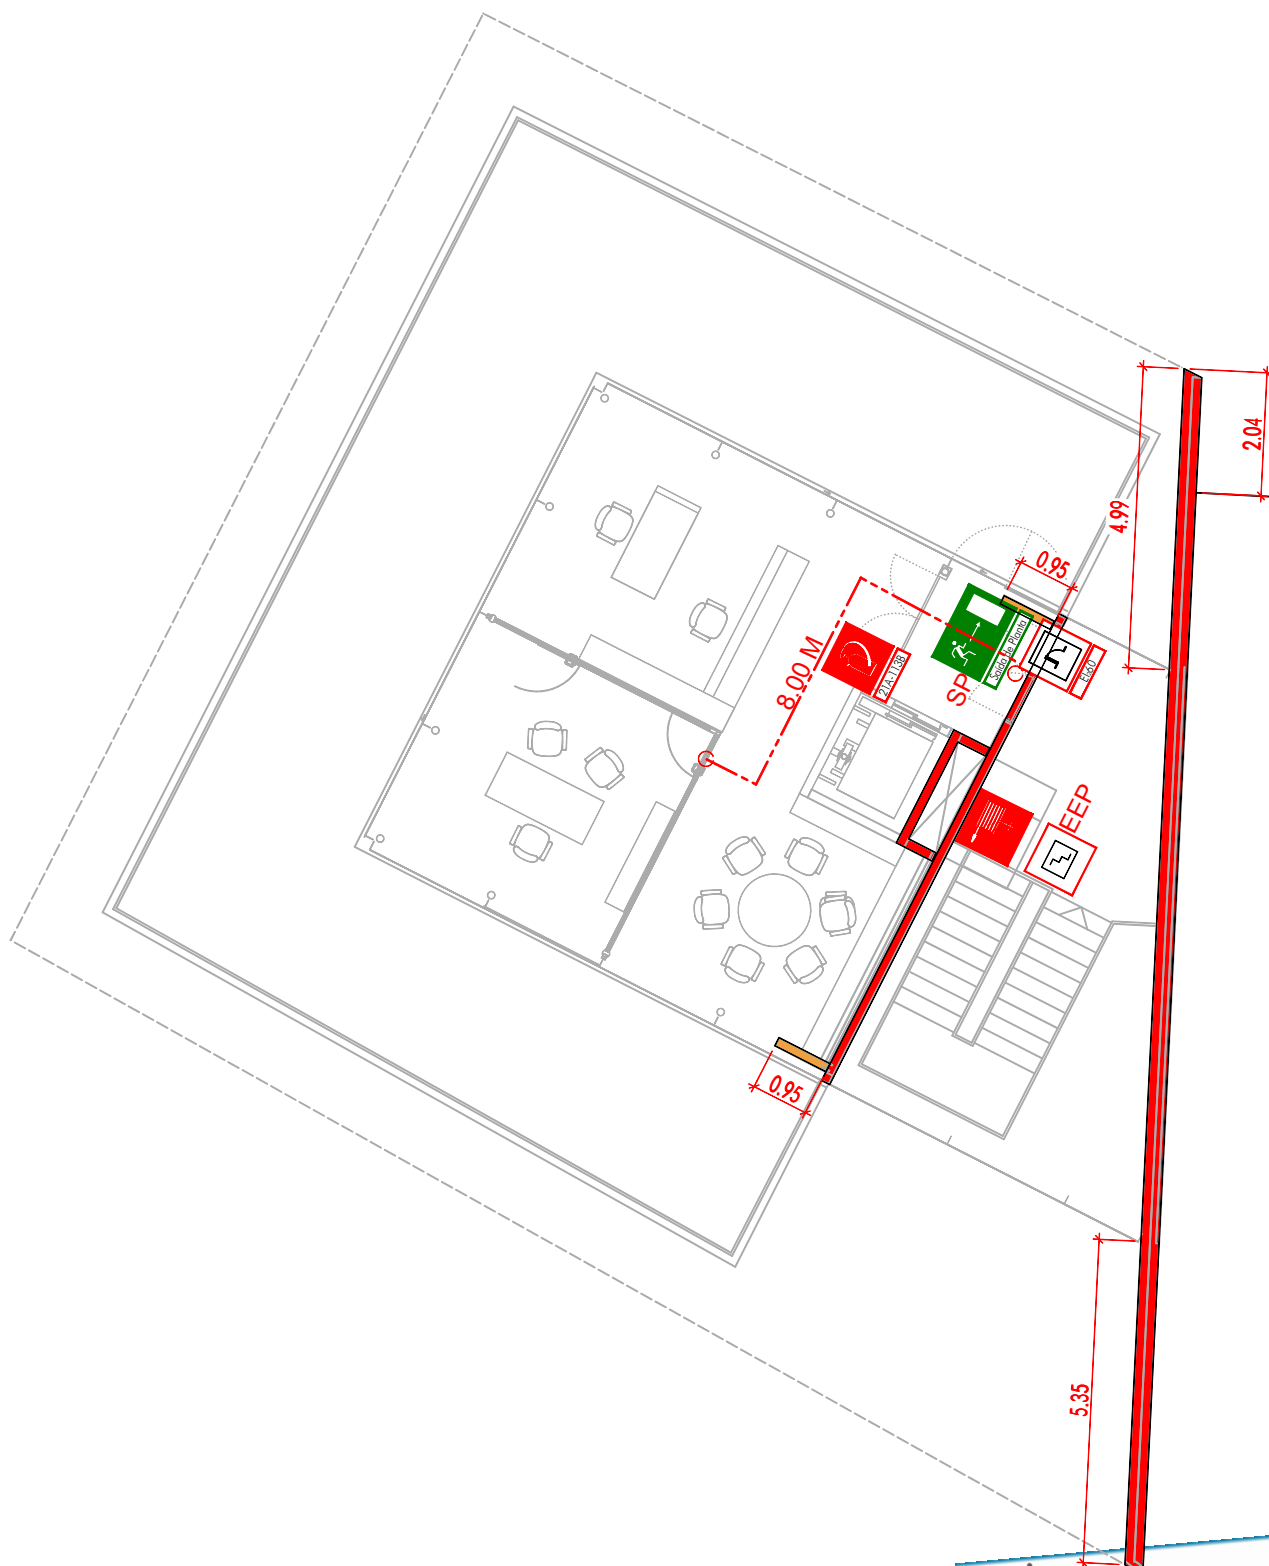 2.04
4.99
0.95
Salida de Planta
8.00 M
21A-113B
SP
EI-60
EEP
0.95
5.35